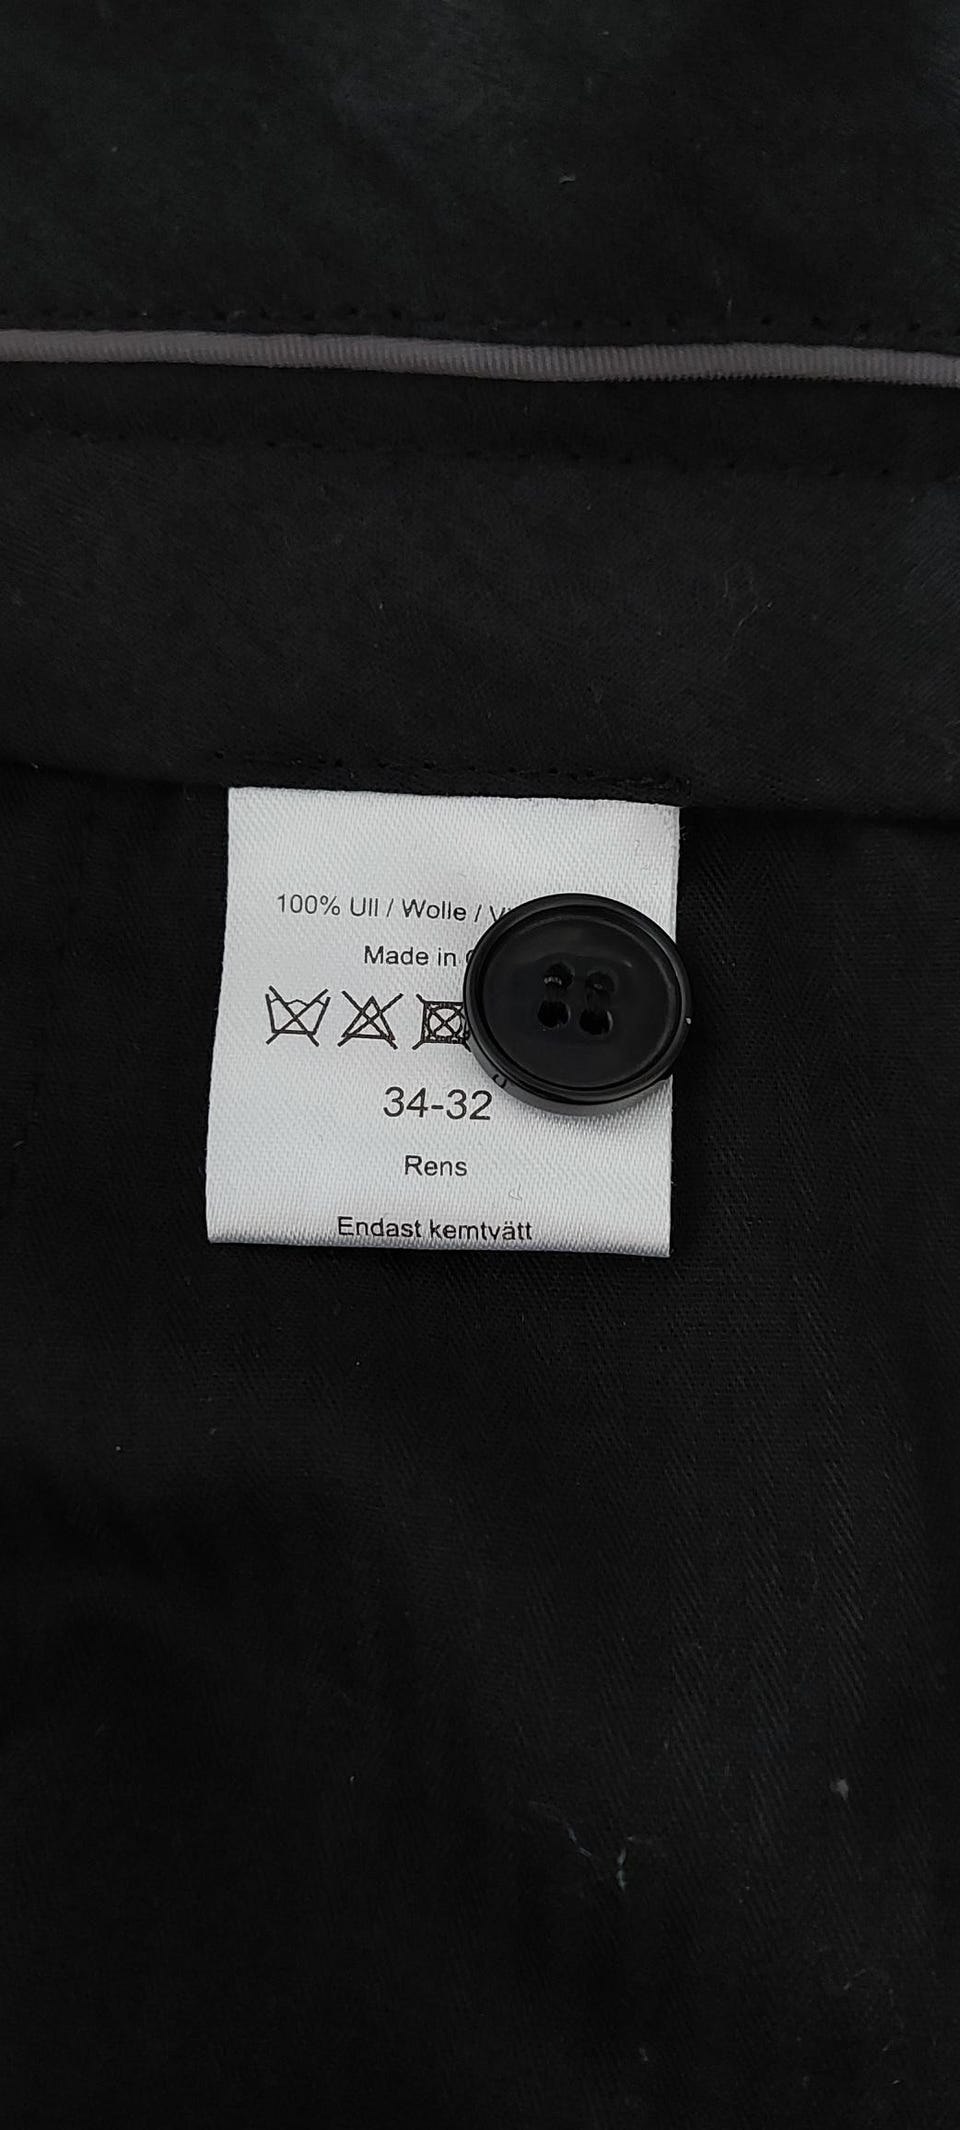 100% Ull / Wolle /
Made in
34-32
Rens
Endast kemtvätt